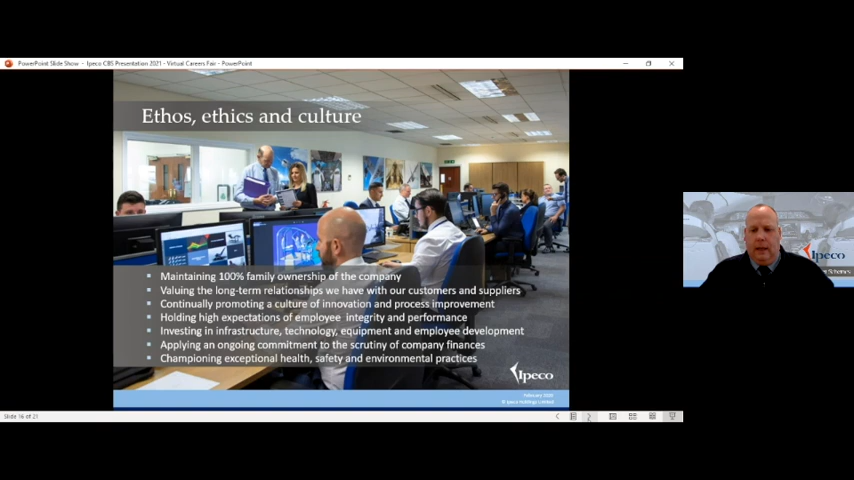 PowerPoint Slide Show - Ipeco CBS Presentation 2021 - Virtual Careers Fair - PowerPoint
Ethos, ethics and culture
Maintaining 100% family ownership of the company
Valuing the long-term relationships we have with our customers and suppliers
Continually promoting a culture of innovation and process improvement
Holding high expectations of employee integrity and performance
Investing in infrastructure, technology, equipment and employee development
Applying an ongoing commitment to the scrutiny of company finances
Championing exceptional health, safety and environmental practices
Ipeco
February 2020
© Ipeco Holdings Limited
Slide 16 of 21
Ipeco
Schemes